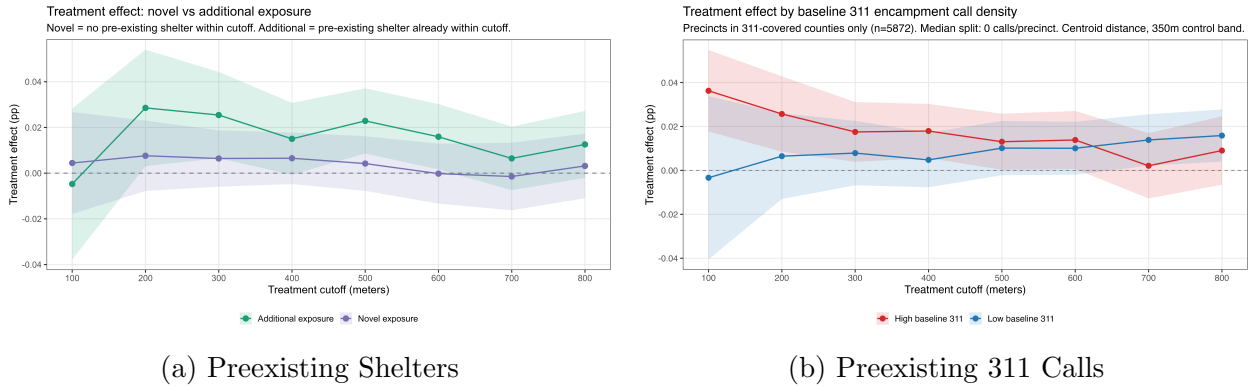 Treatment effect: novel vs additional exposure
Novel = no pre-existing shelter within cutoff. Additional = pre-existing shelter already within cutoff.
Treatment effect (pp)
0.04
0.02
0.00
-0.02
-0.04
100 200 300 400 500 600 700 800
Treatment cutoff (meters)
Additional exposure Novel exposure
(a) Preexisting Shelters
Treatment effect by baseline 311 encampment call density
Precincts in 311-covered counties only (n=5872). Median split: 0 calls/precinct. Centroid distance, 350m control band.
Treatment effect (pp)
0.04
0.02
0.00
-0.02
-0.04
100 200 300 400 500 600 700 800
Treatment cutoff (meters)
High baseline 311 Low baseline 311
(b) Preexisting 311 Calls